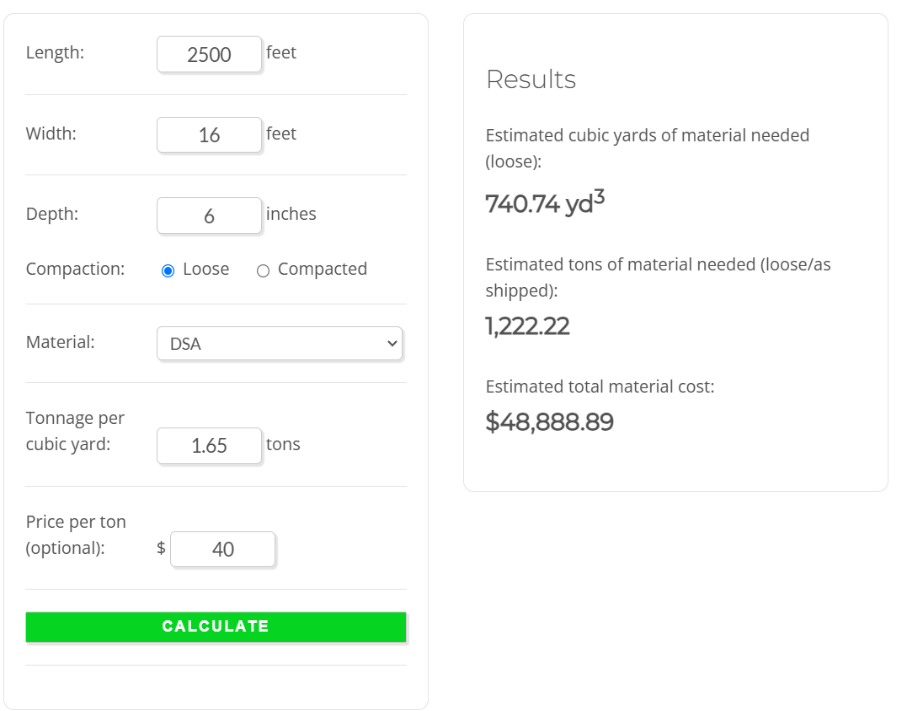 Length: 2500 feet
Width: 16 feet
Depth: 6 inches
Compaction: Loose Compacted
Material: DSA
Tonnage per
cubic yard: 1.65 tons
Price per ton
(optional): $ 40
CALCULATE
Results
Estimated cubic yards of material needed
(loose):
740.74 yd³
Estimated tons of material needed (loose/as
shipped):
1,222.22
Estimated total material cost:
$48,888.89